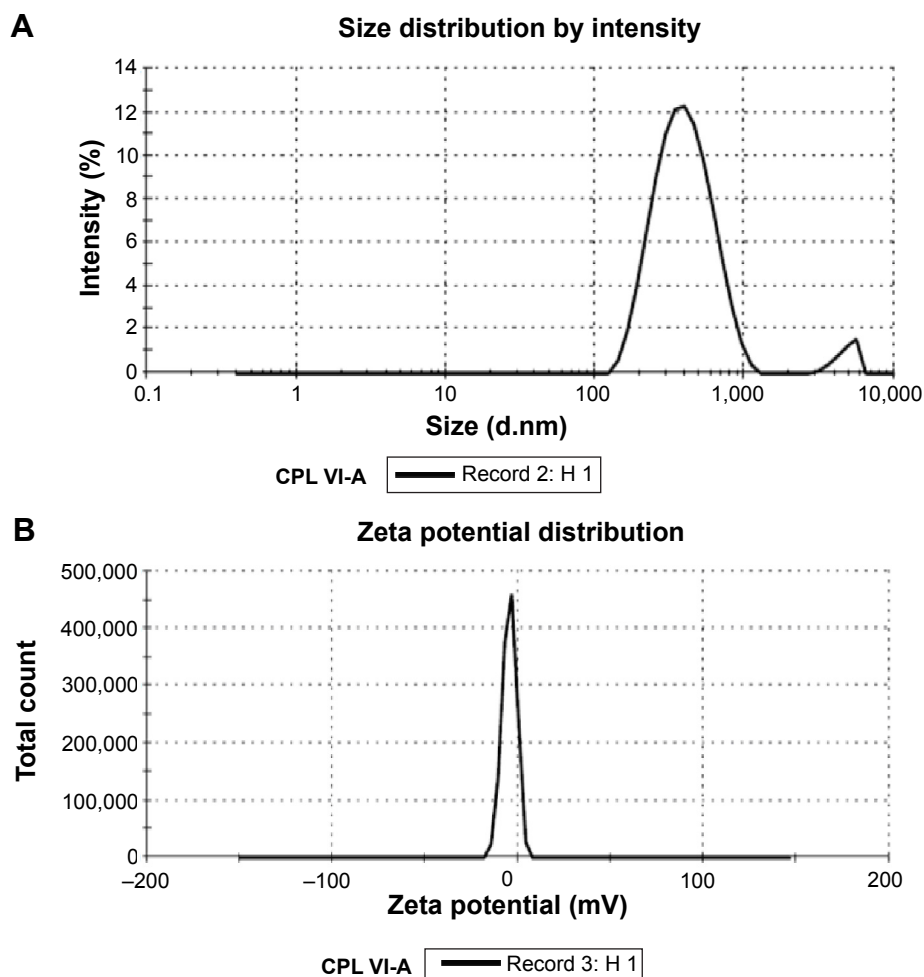 A
Size distribution by intensity
14
12
10
8
6
4
2
0
Intensity (%)
0.1 1 10 100 1,000 10,000
Size (d.nm)
CPL VI-A Record 2: H 1
B
Zeta potential distribution
500,000
400,000
300,000
200,000
100,000
0
Total count
–200 –100 0 100 200
Zeta potential (mV)
CPL VI-A Record 3: H 1